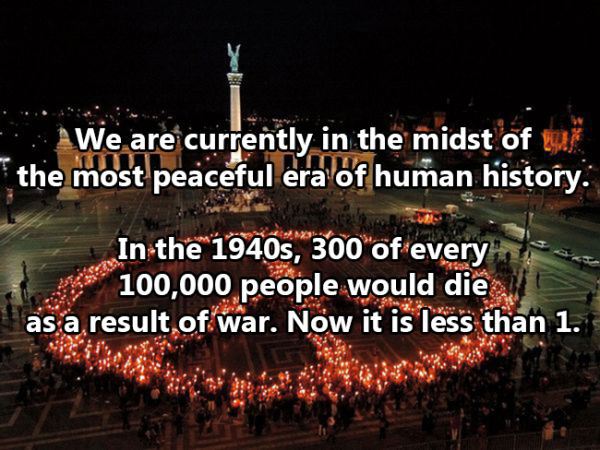 We are currently in the midst of
the most peaceful era of human history.
In the 1940s, 300 of every
100,000 people would die
as a result of war. Now it is less than 1.